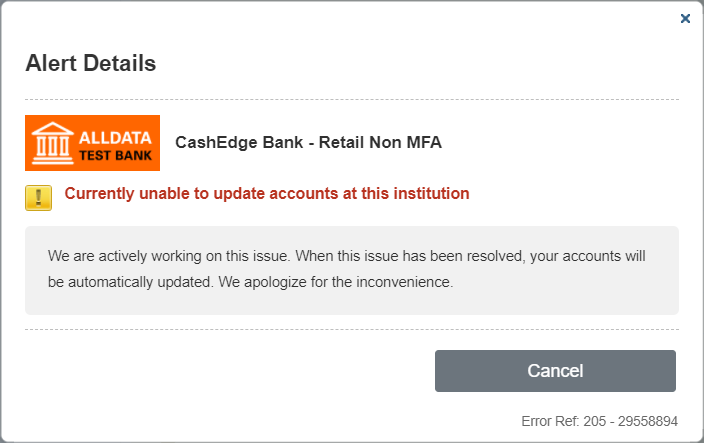 Alert Details
ALLDATA
TEST BANK
CashEdge Bank - Retail Non MFA
Currently unable to update accounts at this institution
We are actively working on this issue. When this issue has been resolved, your accounts will
be automatically updated. We apologize for the inconvenience.
Cancel
Error Ref: 205 - 29558894